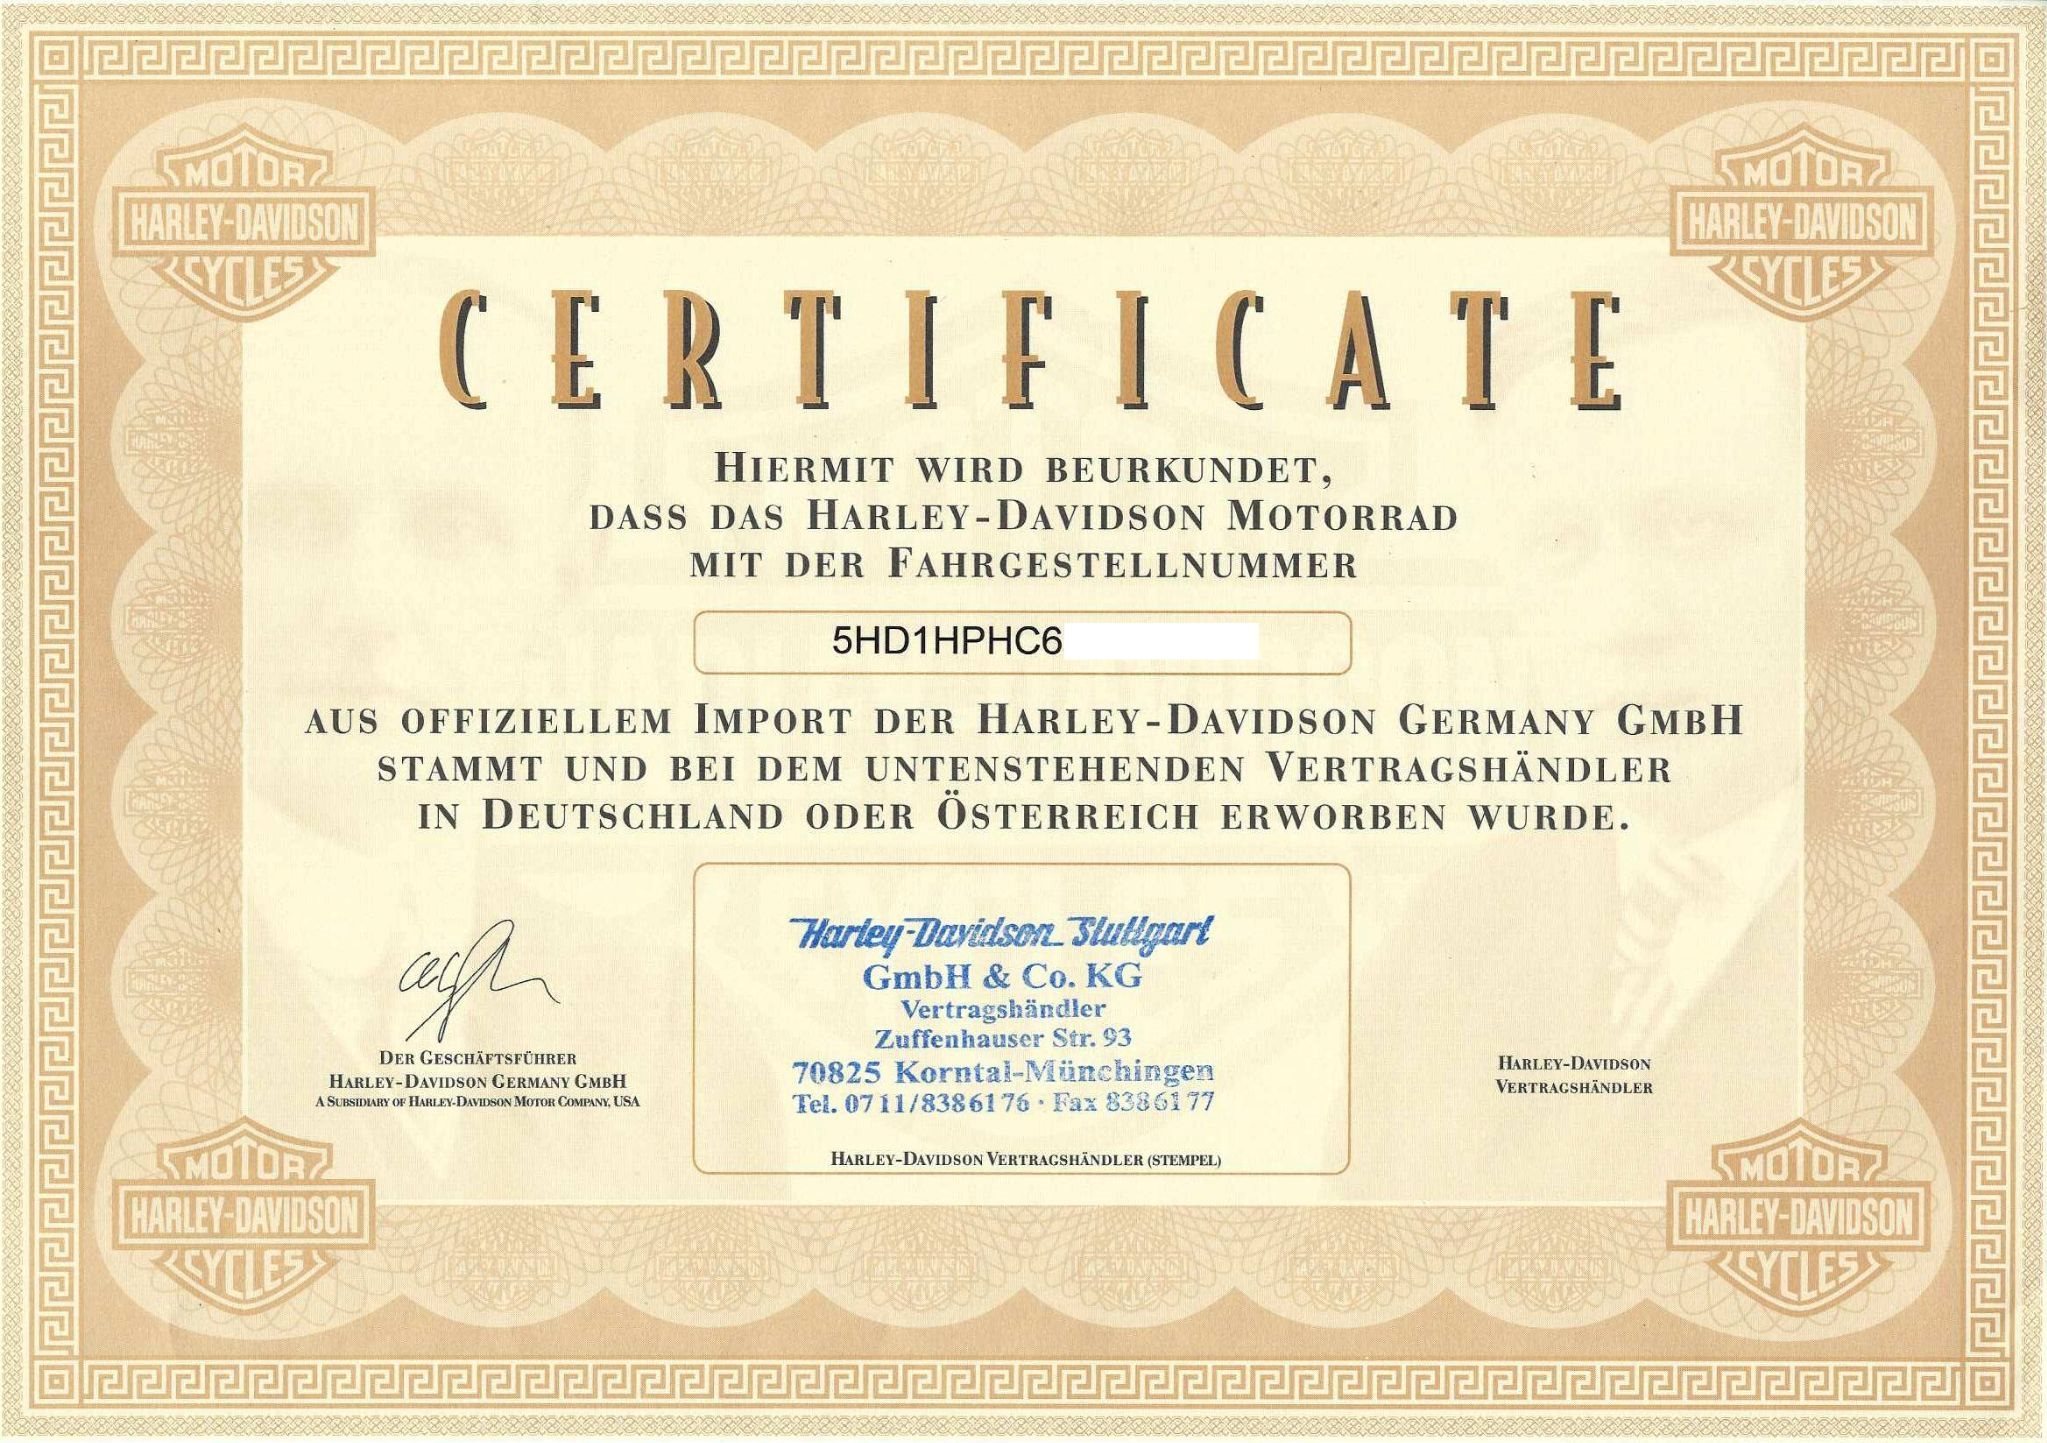 MOTOR
HARLEY-DAVIDSON
CYCLES
MOTOR
HARLEY-DAVIDSON
CYCLES
CERTIFICATE
HIERMIT WIRD BEURKUNDET,
DASS DAS HARLEY-DAVIDSON MOTORRAD
MIT DER FAHRGESTELLNUMMER
5HD1HPHC6
AUS OFFIZIELLEM IMPORT DER HARLEY-DAVIDSON GERMANY GMBH
STAMMT UND BEI DEM UNTENSTEHENDEN VERTRAGSHÄNDLER
IN DEUTSCHLAND ODER ÖSTERREICH ERWORBEN WURDE.
DER GESCHÄFTSFÜHRER
HARLEY-DAVIDSON GERMANY GMBH
A SUBSIDIARY OF HARLEY-DAVIDSON MOTOR COMPANY, USA
Harley-Davidson Stuttgart
GmbH & Co. KG
Vertragshändler
Zuffenhauser Str. 93
70825 Korntal-Münchingen
Tel. 0711/8386176 · Fax 8386177
HARLEY-DAVIDSON VERTRAGSHÄNDLER (STEMPEL)
HARLEY-DAVIDSON
VERTRAGSHÄNDLER
MOTOR
HARLEY-DAVIDSON
CYCLES
MOTOR
HARLEY-DAVIDSON
CYCLES